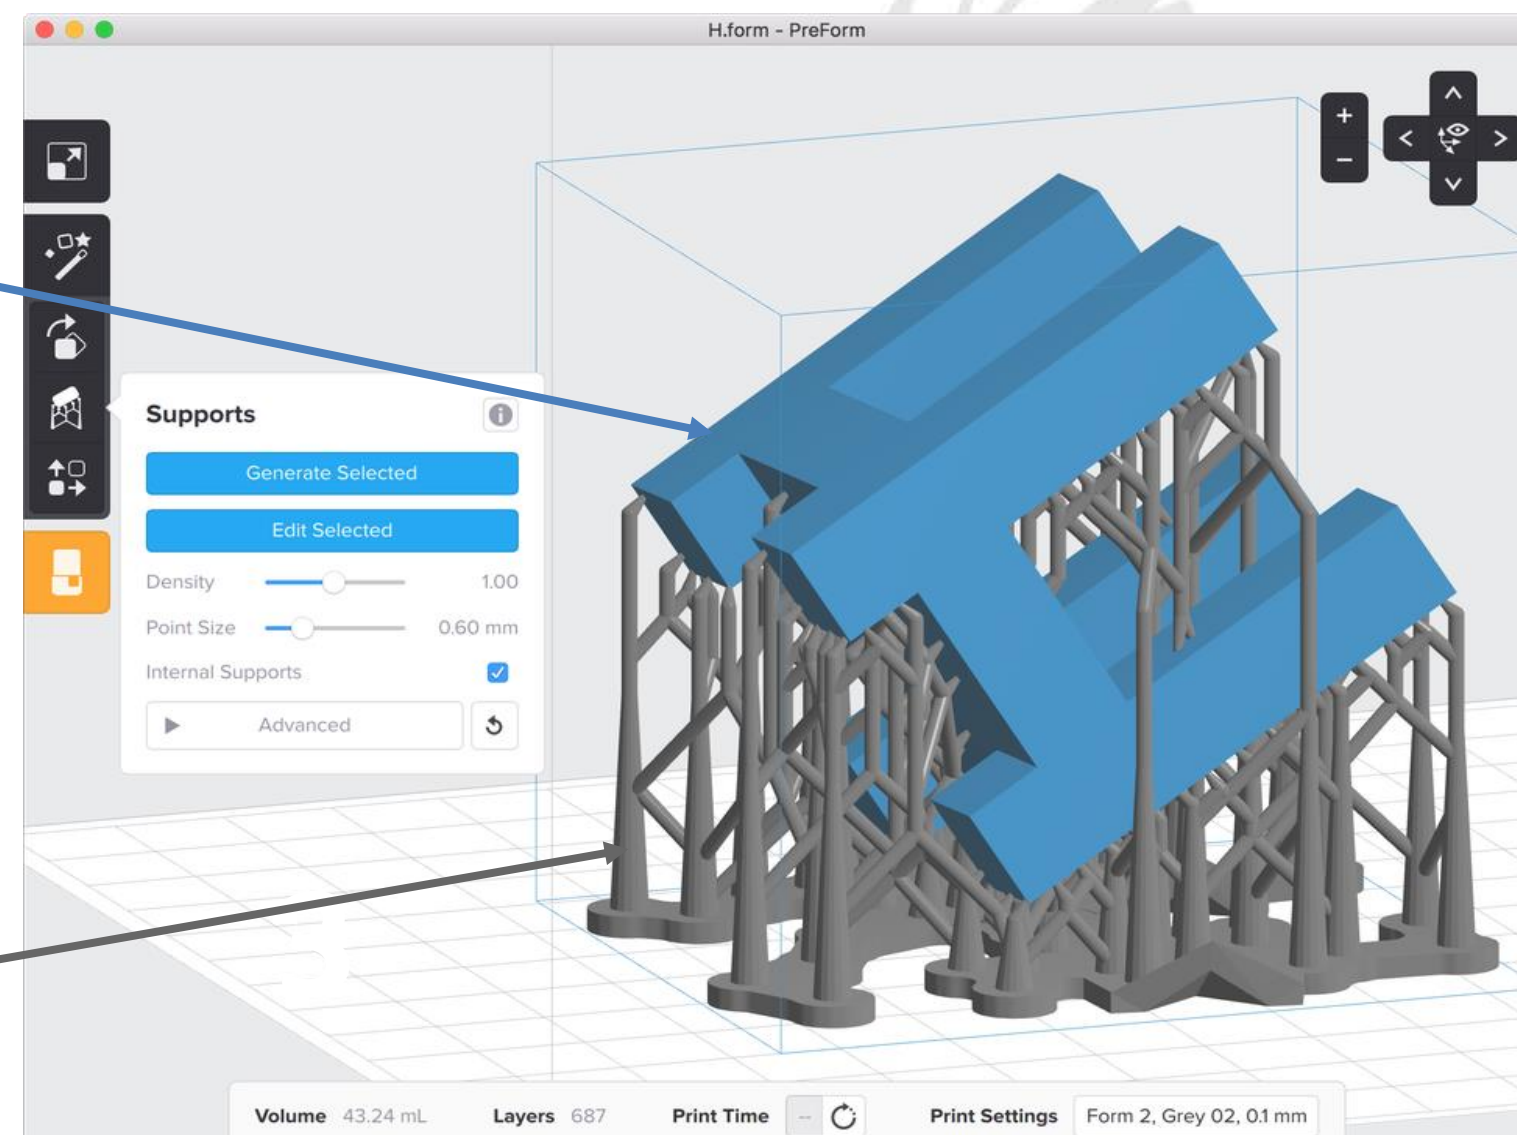 H.form - PreForm
Supports
Generate Selected
Edit Selected
Density 1.00
Point Size 0.60 mm
Internal Supports
Advanced
Volume 43.24 mL Layers 687 Print Time -- Print Settings Form 2, Grey 02, 0.1 mm